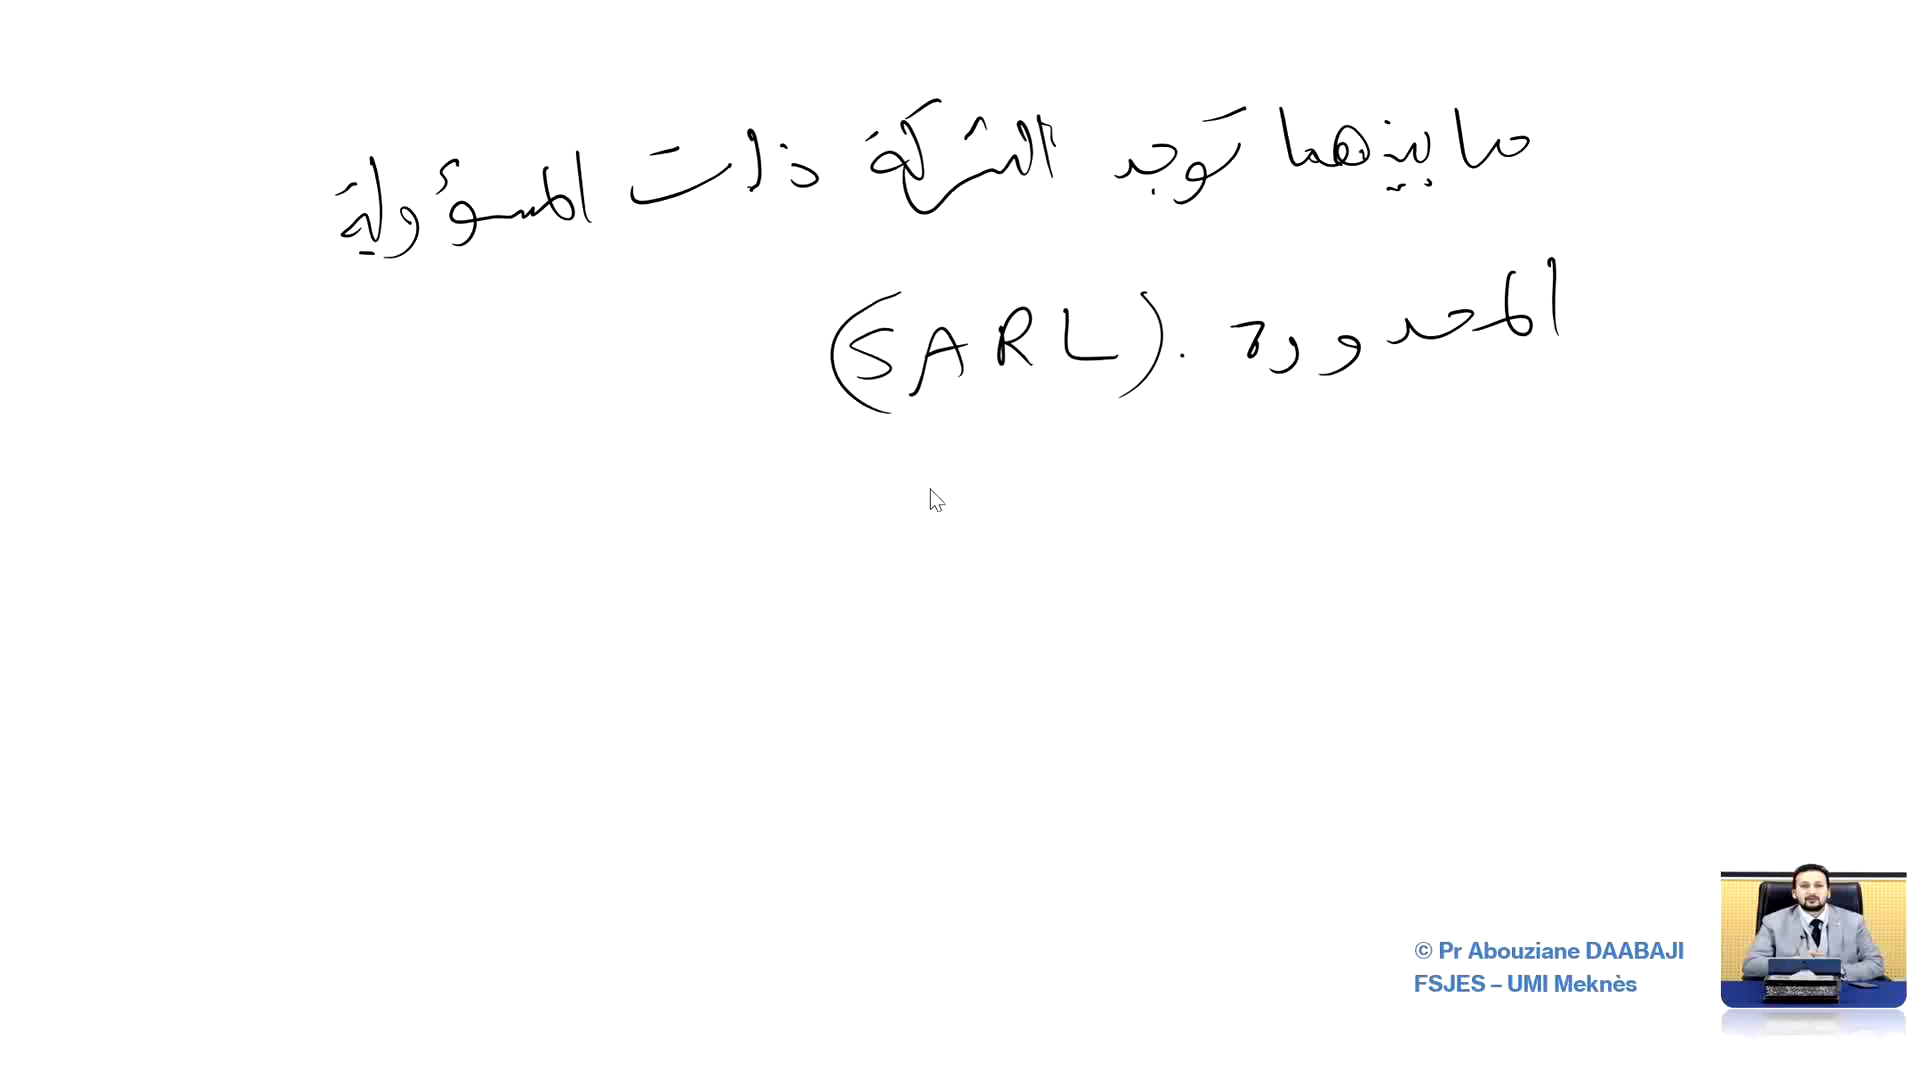 ما بينهما توجد الشركة ذات المسؤولية
المحدودة. (SARL)
© Pr Abouziane DAABAJI
FSJES – UMI Meknès